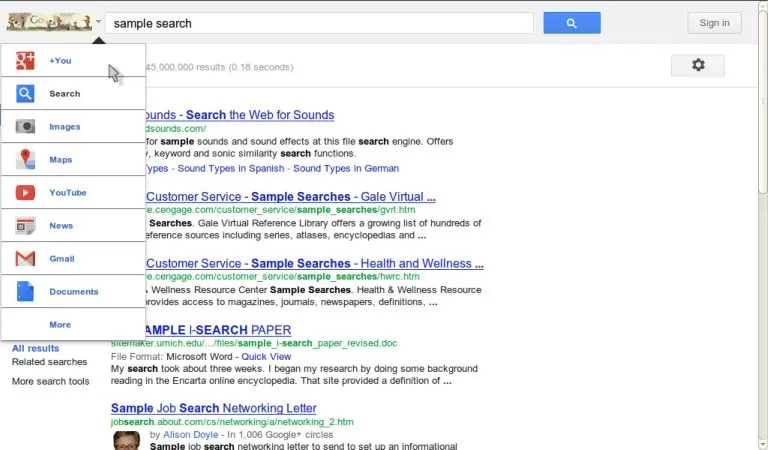 Google
sample search
Sign in
+You
Search
Images
Maps
YouTube
News
Gmail
Documents
More
45,000,000 results (0.18 seconds)
All results
Related searches
More search tools
ounds - Search the Web for Sounds
dsounds.com/
for sample sounds and sound effects at this file search engine. Offers
, keyword and sonic similarity search functions.
Types - Sound Types in Spanish - Sound Types in German
Customer Service - Sample Searches - Gale Virtual ...
e.cengage.com/customer_service/sample_searches/gvrl.htm
Searches. Gale Virtual Reference Library offers a growing list of hundreds of
eference sources including series, atlases, encyclopedias and ...
Customer Service - Sample Searches - Health and Wellness ...
e.cengage.com/customer_service/sample_searches/hwrc.htm
& Wellness Resource Center Sample Searches. Health & Wellness Resource
provides access to magazines, journals, newspapers, definitions, ...
AMPLE I-SEARCH PAPER
sitemaker.umich.edu/.../files/sample_i-search_paper_revised.doc
File Format: Microsoft Word - Quick View
My search took about three weeks. I began my research by doing some background
reading in the Encarta online encyclopedia. That site provided a definition of ...
Sample Job Search Networking Letter
jobsearch.about.com/cs/networking/a/networking_2.htm
by Alison Doyle - In 1,006 Google+ circles
Sample job search networking letter to send to set up an informational